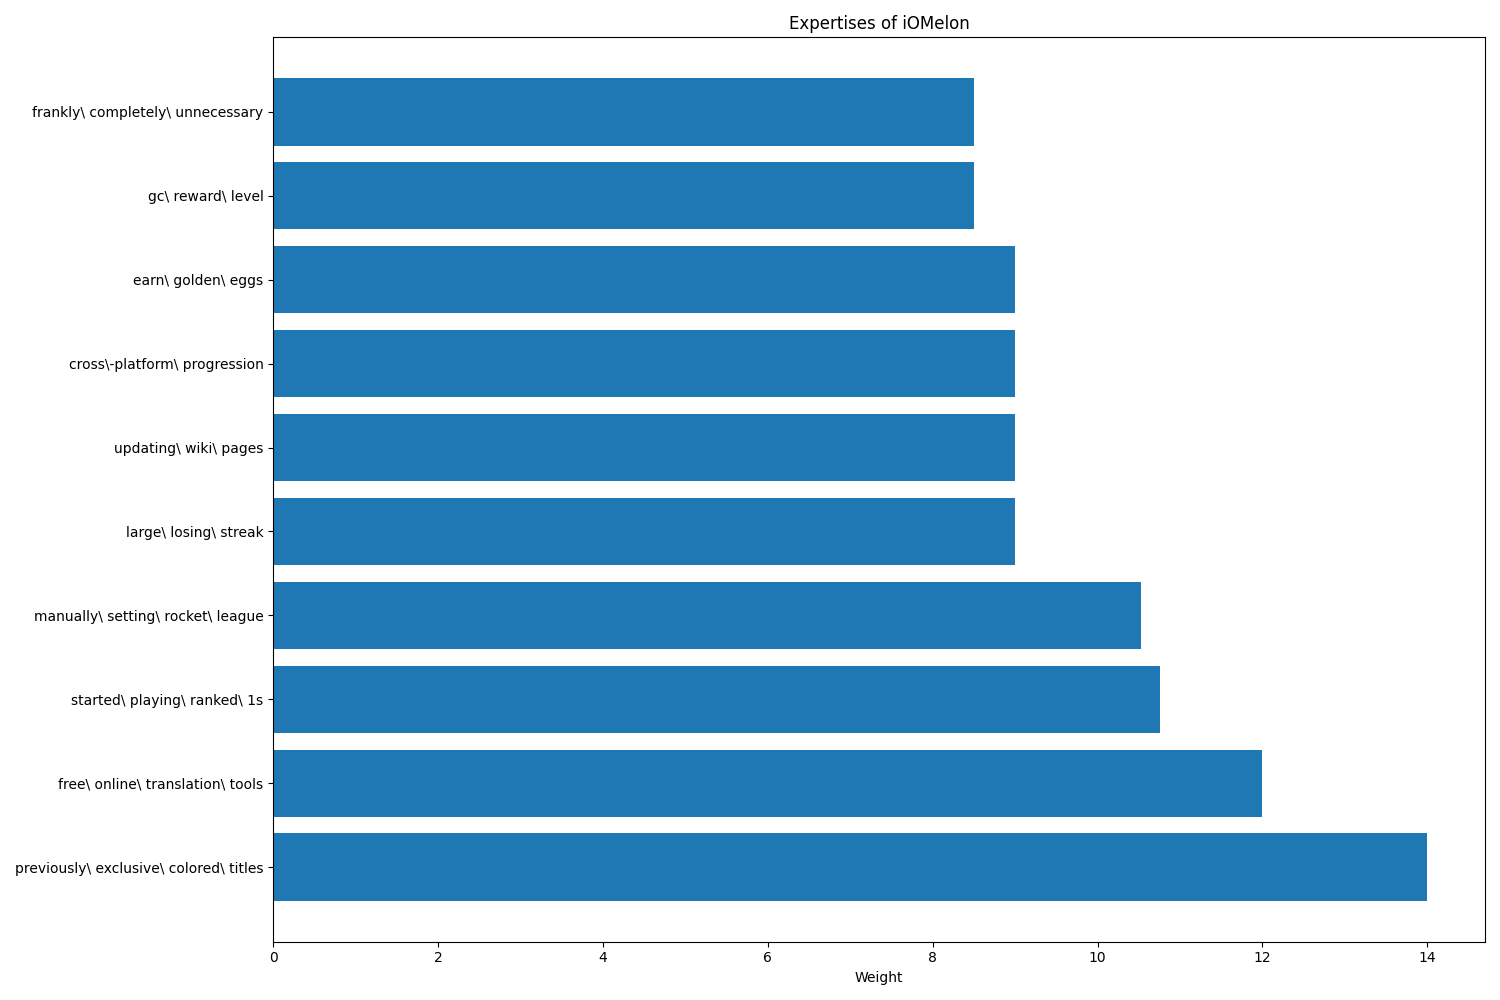 Expertises of iOMelon
frankly\ completely\ unnecessary
gc\ reward\ level
earn\ golden\ eggs
cross\-platform\ progression
updating\ wiki\ pages
large\ losing\ streak
manually\ setting\ rocket\ league
started\ playing\ ranked\ 1s
free\ online\ translation\ tools
previously\ exclusive\ colored\ titles
0 2 4 6 8 10 12 14
Weight